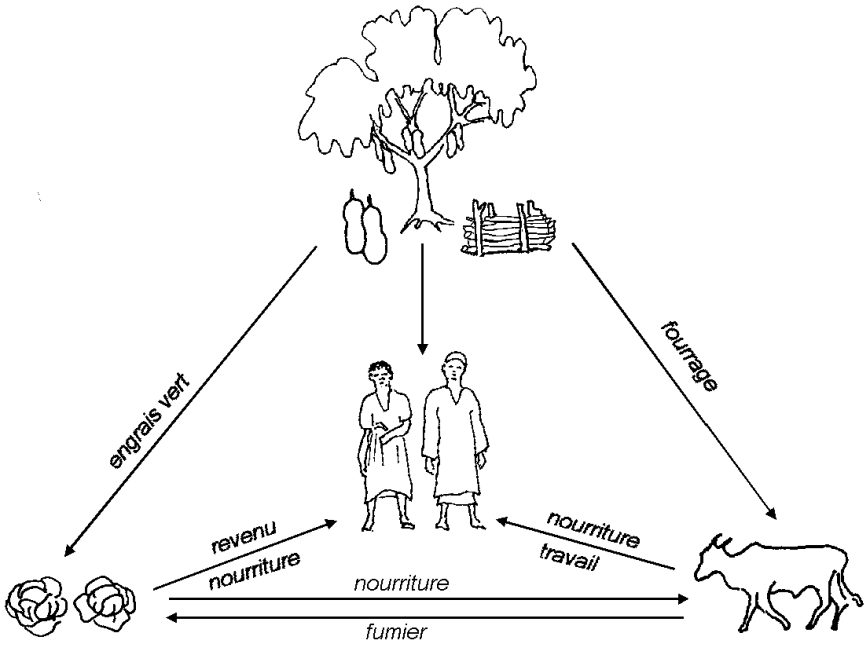 fourrage
engrais vert
revenu
nourriture
nourriture
travail
nourriture
fumier